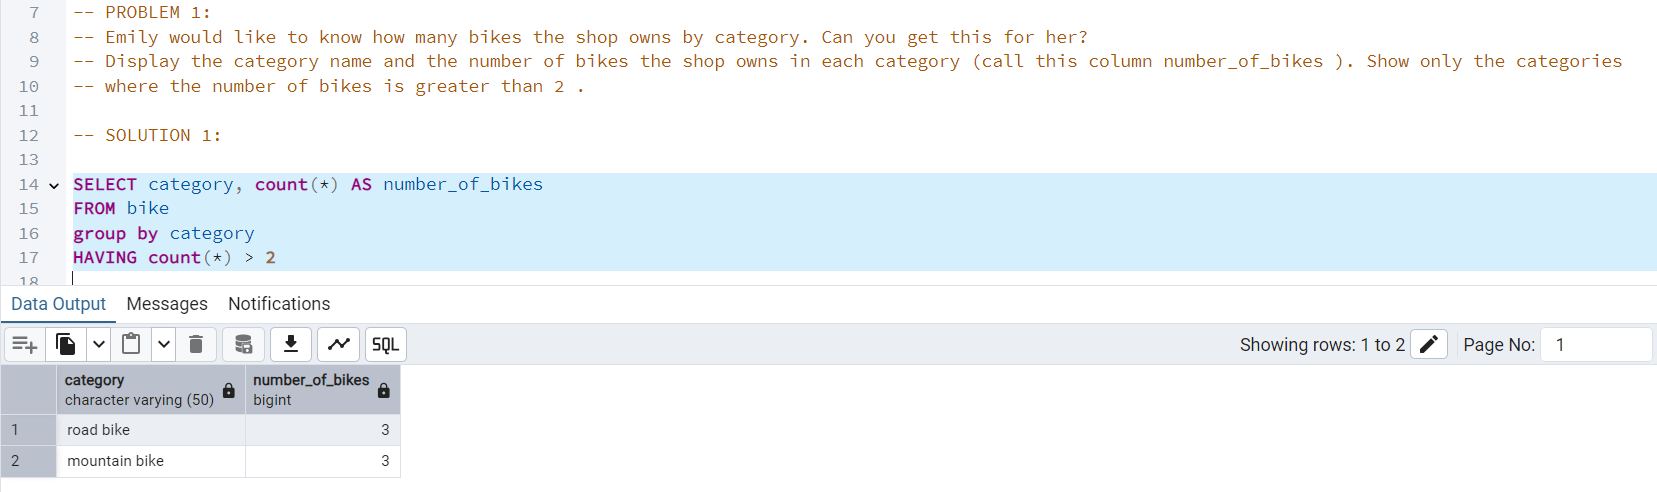 7 -- PROBLEM 1:
8 -- Emily would like to know how many bikes the shop owns by category. Can you get this for her?
9 -- Display the category name and the number of bikes the shop owns in each category (call this column number_of_bikes ). Show only the categories
10 -- where the number of bikes is greater than 2 .
11
12 -- SOLUTION 1:
13
14 SELECT category, count(*) AS number_of_bikes
15 FROM bike
16 group by category
17 HAVING count(*) > 2
18
Data Output Messages Notifications
SQL Showing rows: 1 to 2 Page No: 1
category number_of_bikes
character varying (50) bigint
1 road bike 3
2 mountain bike 3